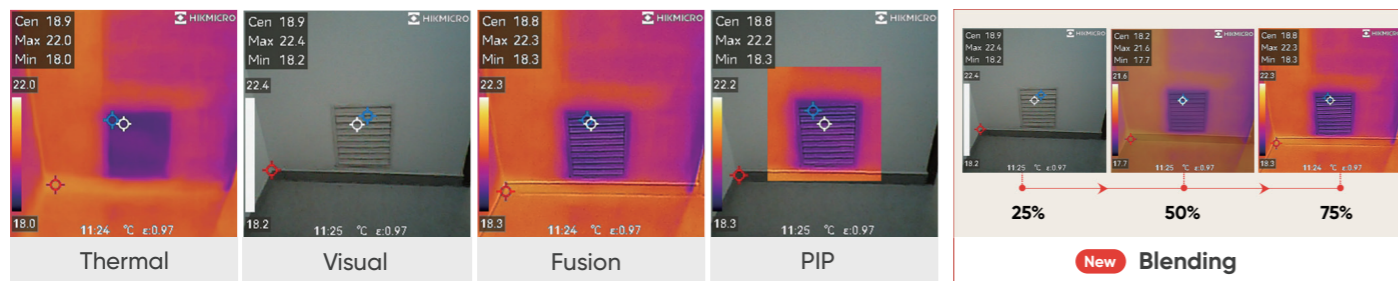 Cen 18.9
Max 22.0
Min 18.0
HIKMICRO
22.0
18.0
11:24 °C ε:0.97
Thermal
Cen 18.9
Max 22.4
Min 18.2
HIKMICRO
22.4
18.2
11:25 °C ε:0.97
Visual
Cen 18.8
Max 22.3
Min 18.3
HIKMICRO
22.3
18.3
11:24 °C ε:0.97
Fusion
Cen 18.8
Max 22.2
Min 18.3
HIKMICRO
22.2
18.3
11:25 °C ε:0.97
PIP
Cen 18.9
Max 22.4
Min 18.2
HIKMICRO
22.4
18.2
11:25 °C ε:0.97
Cen 18.2
Max 21.6
Min 17.7
HIKMICRO
21.6
17.7
11:25 °C ε:0.97
Cen 18.8
Max 22.3
Min 18.3
HIKMICRO
22.3
18.3
11:24 °C ε:0.97
25%
50%
75%
New Blending